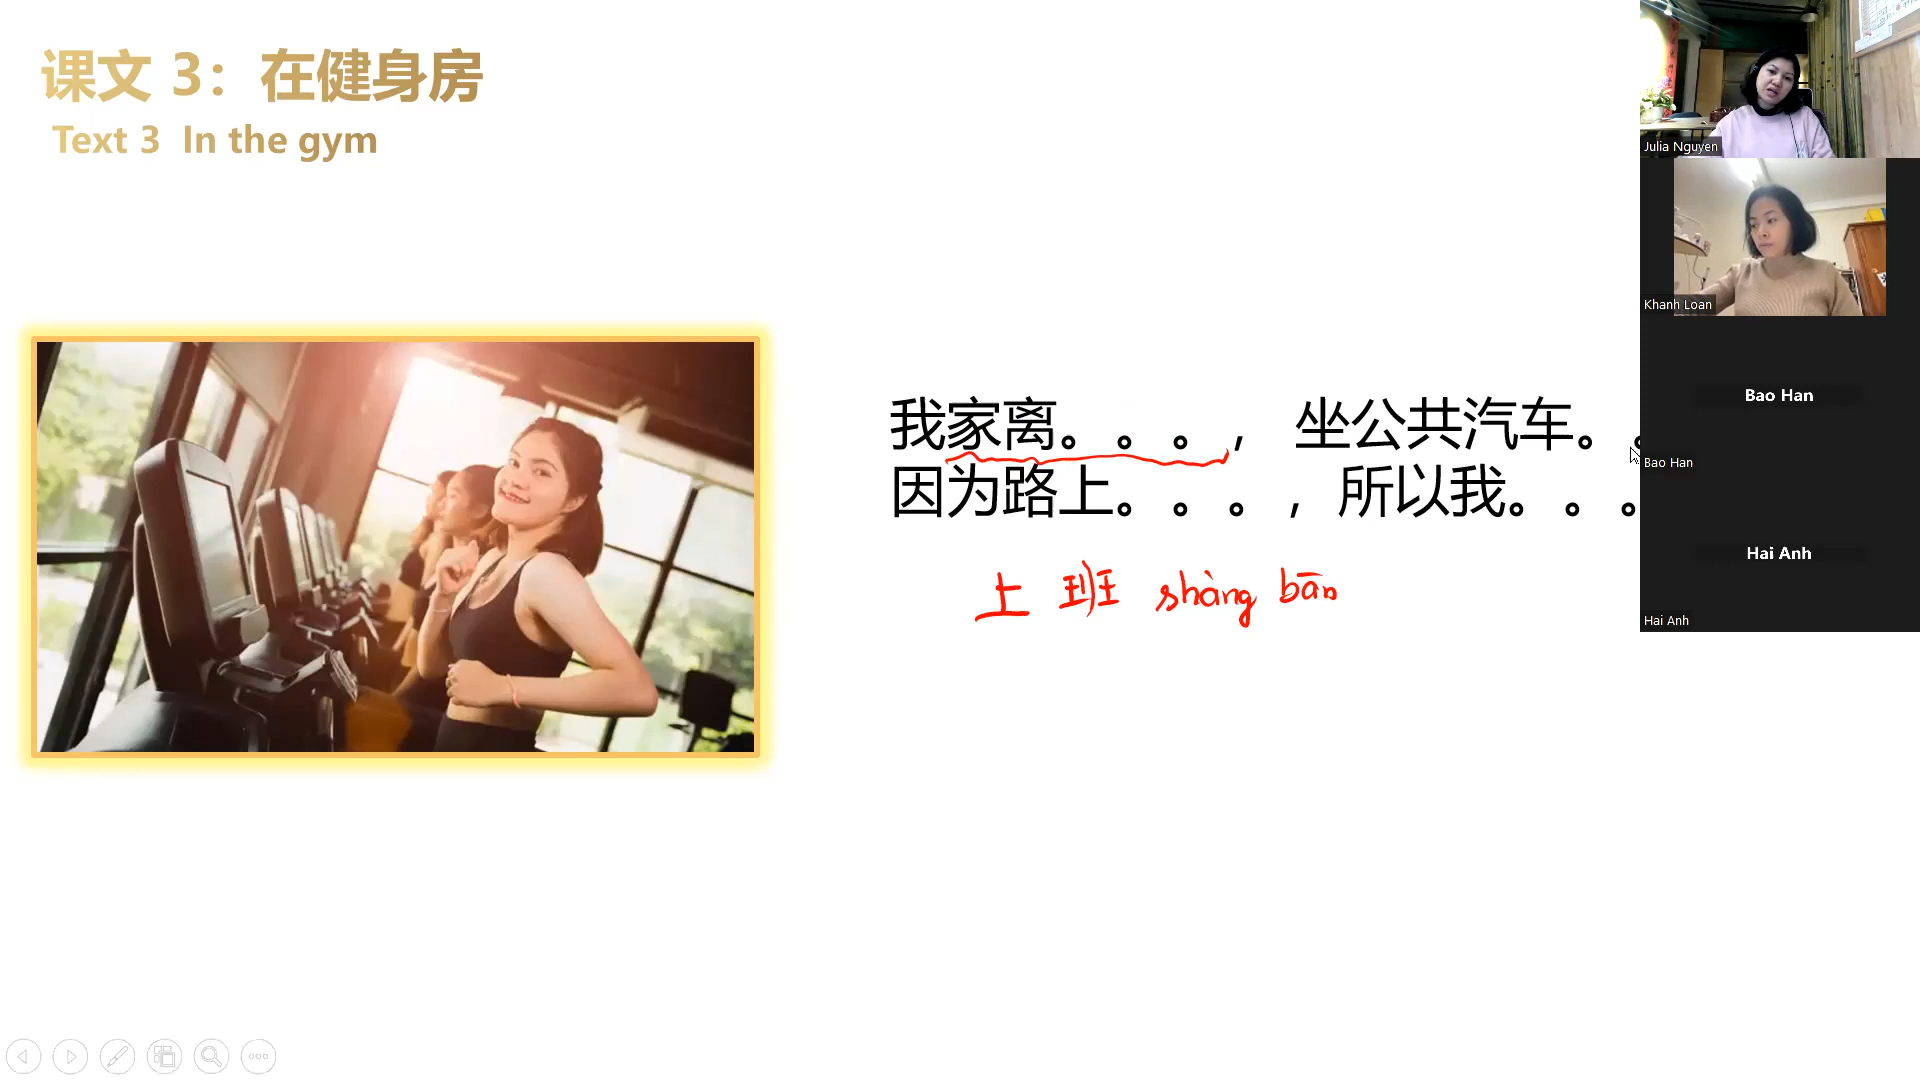 课文 3：在健身房
Text 3 In the gym
我家离。。。， 坐公共汽车。。
因为路上。。。，所以我。。。
上 班 shàng bān
Julia Nguyen
Khanh Loan
Bao Han
Bao Han
Hai Anh
Hai Anh